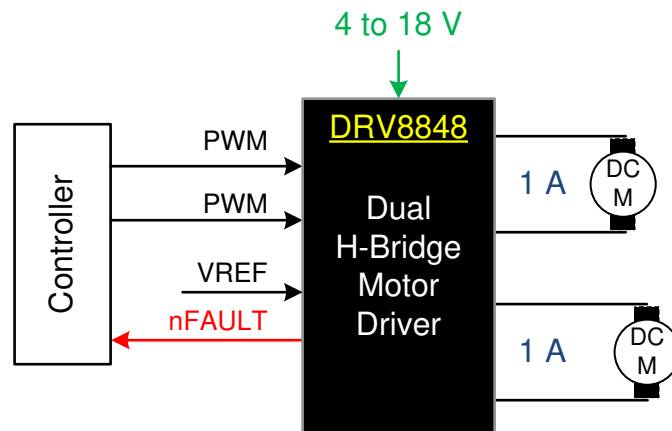 4 to 18 V
Controller
PWM
PWM
VREF
nFAULT
DRV8848
Dual
H-Bridge
Motor
Driver
1 A
DC
M
1 A
DC
M